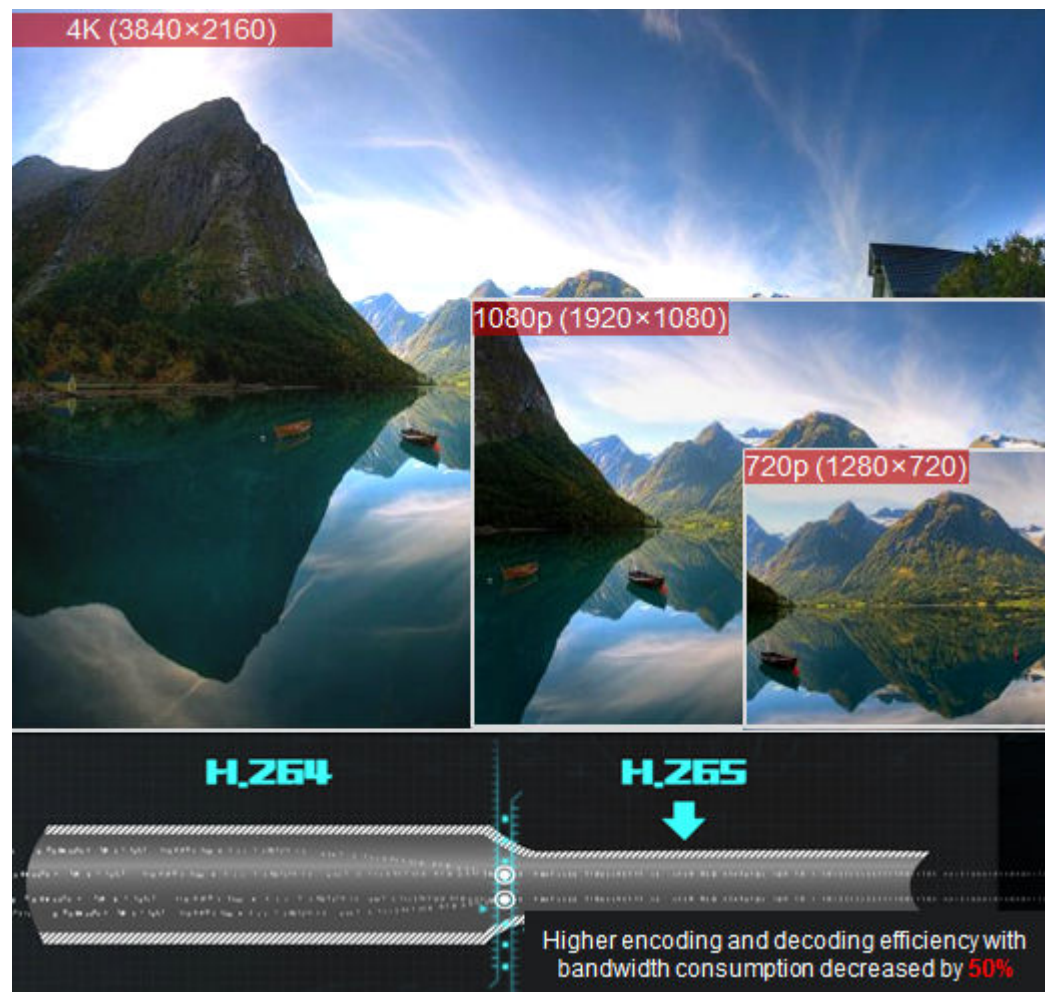 4K (3840×2160)
1080p (1920×1080)
720p (1280×720)
H.264
H.265
Higher encoding and decoding efficiency with
bandwidth consumption decreased by 50%